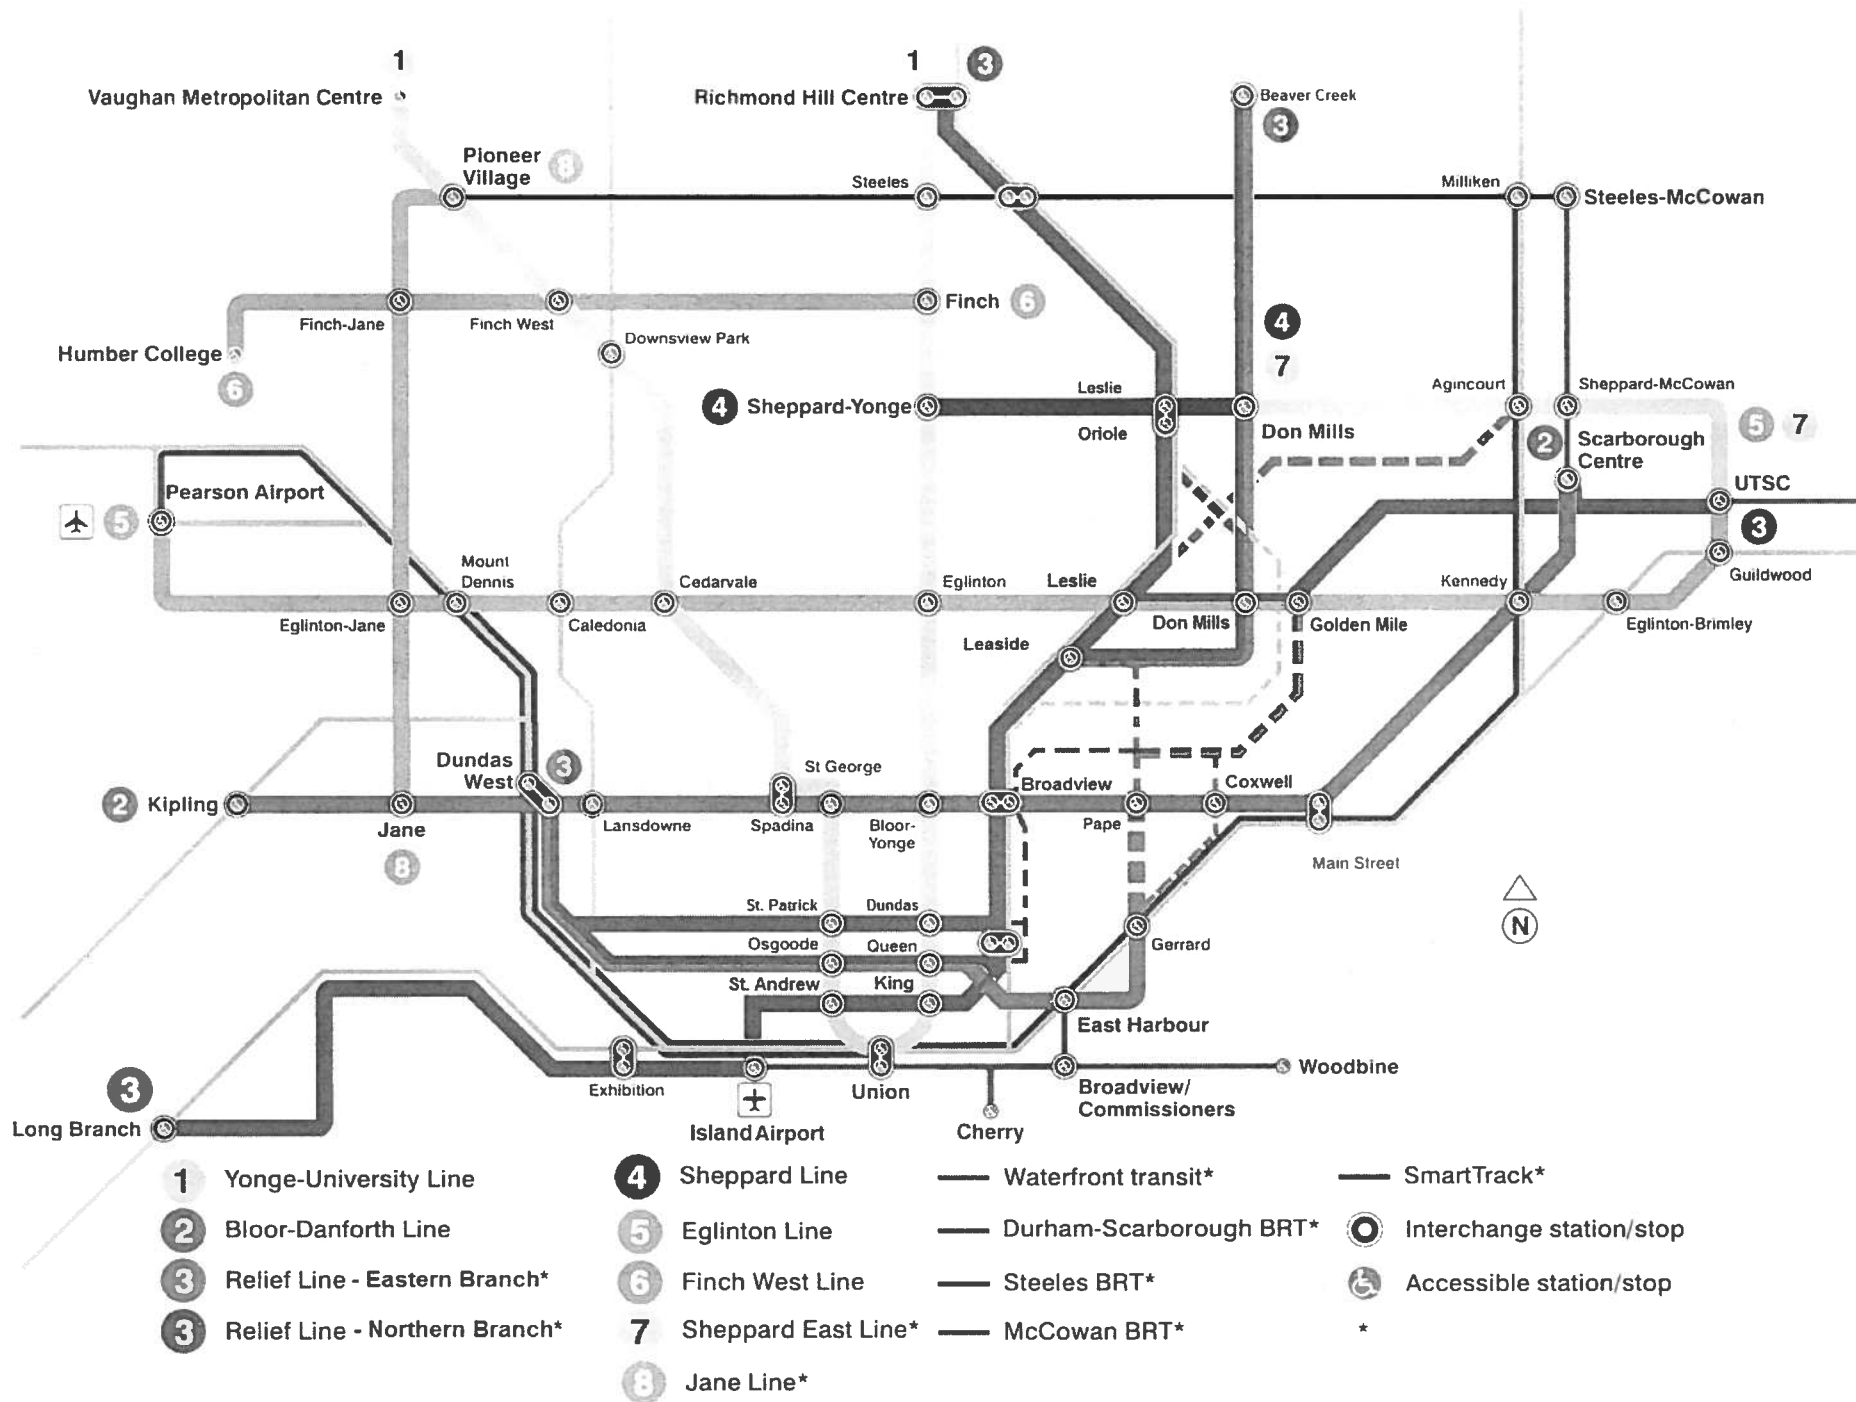 1
1
3
Vaughan Metropolitan Centre
Richmond Hill Centre
Beaver Creek
3
Pioneer
Village
8
Steeles
Milliken
Steeles-McCowan
Finch-Jane
Finch West
Finch
6
Humber College
6
Downsview Park
4
7
4
Sheppard-Yonge
Leslie
Oriole
Don Mills
Agincourt
Sheppard-McCowan
2
Scarborough
Centre
5
7
UTSC
3
Guildwood
Pearson Airport
5
Mount
Dennis
Cedarvale
Eglinton
Leslie
Kennedy
Eglinton-Jane
Caledonia
Don Mills
Golden Mile
Eglinton-Brimley
Leaside
Dundas
West
3
St George
Broadview
Coxwell
2
Kipling
Jane
8
Lansdowne
Spadina
Bloor-
Yonge
Pape
Main Street
N
St. Patrick
Dundas
Osgoode
Queen
Gerrard
St. Andrew
King
East Harbour
3
Long Branch
Exhibition
Island Airport
Union
Cherry
Broadview/
Commissioners
Woodbine
1 Yonge-University Line
2 Bloor-Danforth Line
3 Relief Line - Eastern Branch*
3 Relief Line - Northern Branch*
4 Sheppard Line
5 Eglinton Line
6 Finch West Line
7 Sheppard East Line*
8 Jane Line*
Waterfront transit*
Durham-Scarborough BRT*
Steeles BRT*
McCowan BRT*
SmartTrack*
Interchange station/stop
Accessible station/stop
*